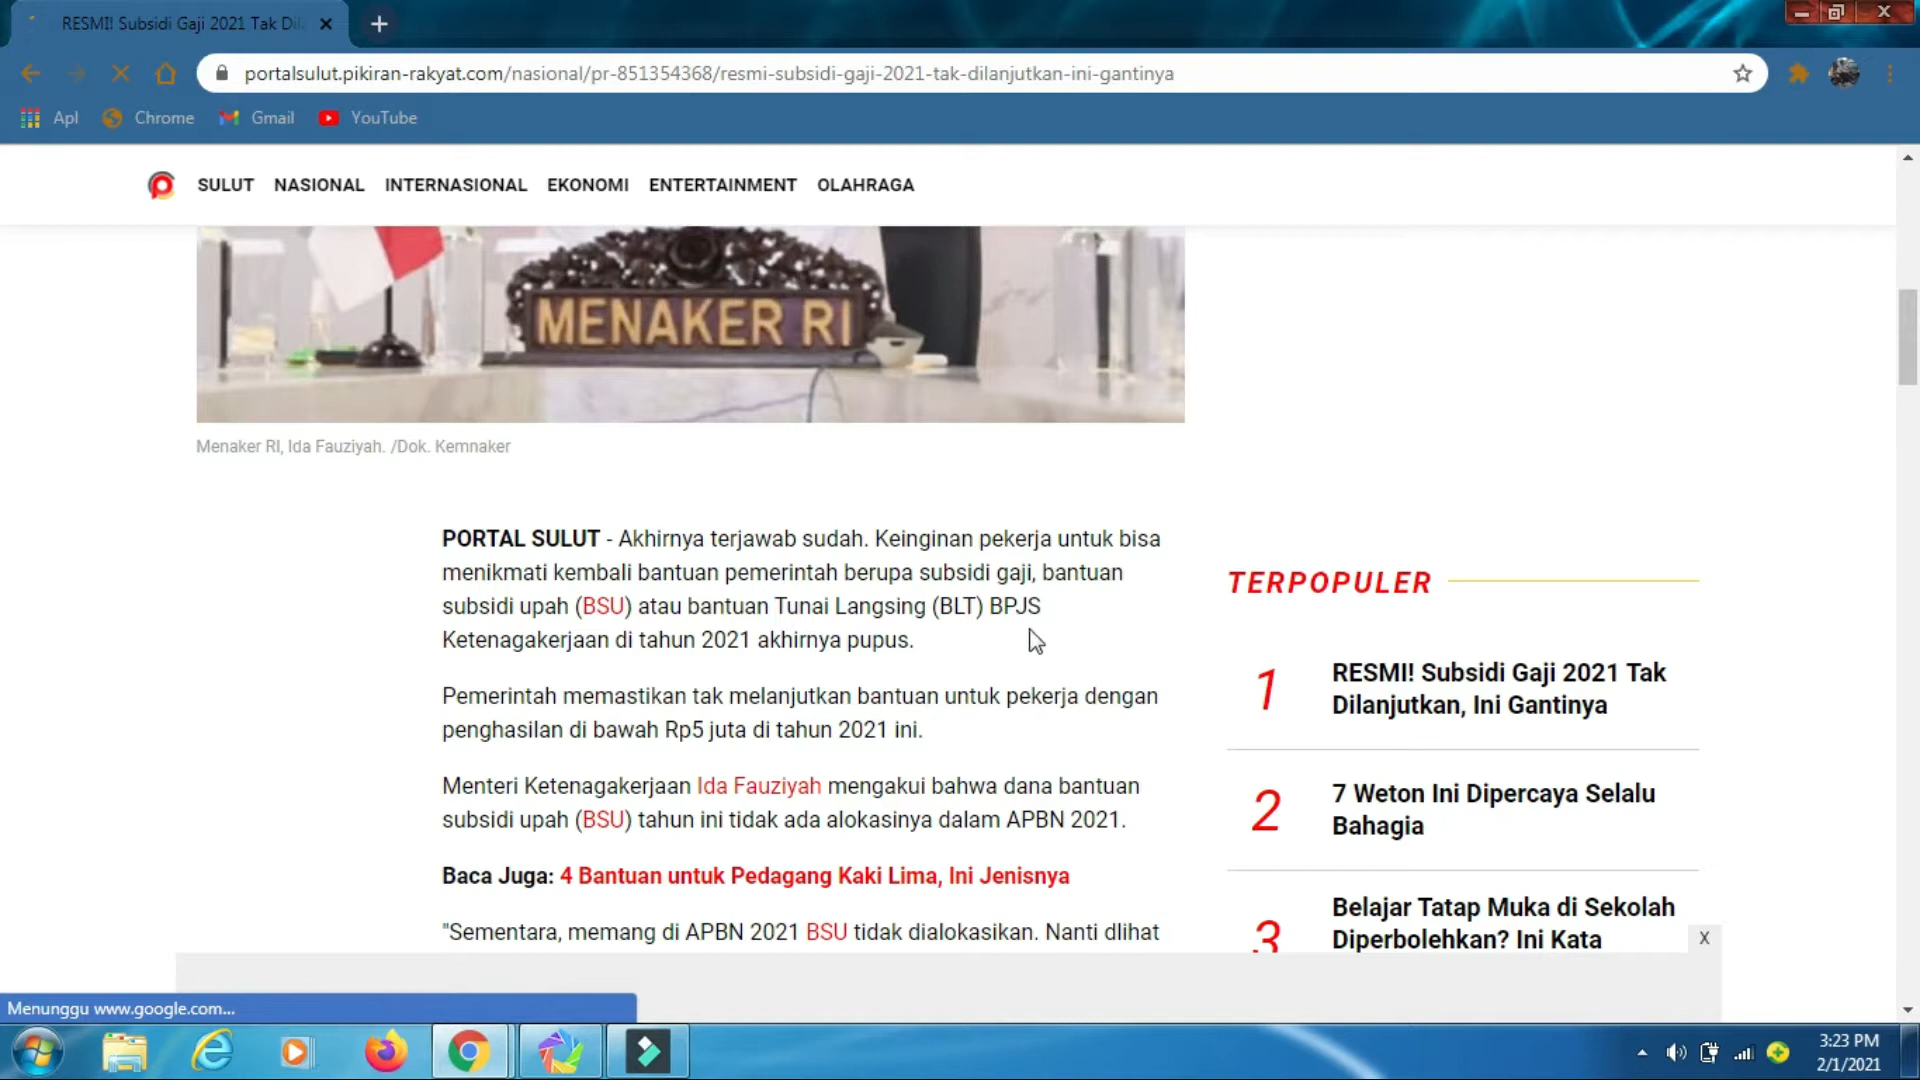 RESMI! Subsidi Gaji 2021 Tak Dil
portalsulut.pikiran-rakyat.com/nasional/pr-851354368/resmi-subsidi-gaji-2021-tak-dilanjutkan-ini-gantinya
Apl Chrome Gmail YouTube
SULUT NASIONAL INTERNASIONAL EKONOMI ENTERTAINMENT OLAHRAGA
MENAKER RI
Menaker RI, Ida Fauziyah. /Dok. Kemnaker
PORTAL SULUT - Akhirnya terjawab sudah. Keinginan pekerja untuk bisa
menikmati kembali bantuan pemerintah berupa subsidi gaji, bantuan
subsidi upah (BSU) atau bantuan Tunai Langsing (BLT) BPJS
Ketenagakerjaan di tahun 2021 akhirnya pupus.
Pemerintah memastikan tak melanjutkan bantuan untuk pekerja dengan
penghasilan di bawah Rp5 juta di tahun 2021 ini.
Menteri Ketenagakerjaan Ida Fauziyah mengakui bahwa dana bantuan
subsidi upah (BSU) tahun ini tidak ada alokasinya dalam APBN 2021.
Baca Juga: 4 Bantuan untuk Pedagang Kaki Lima, Ini Jenisnya
"Sementara, memang di APBN 2021 BSU tidak dialokasikan. Nanti dlihat
TERPOPULER
1 RESMI! Subsidi Gaji 2021 Tak
Dilanjutkan, Ini Gantinya
2 7 Weton Ini Dipercaya Selalu
Bahagia
3 Belajar Tatap Muka di Sekolah
Diperbolehkan? Ini Kata
X
Menunggu www.google.com...
3:23 PM
2/1/2021